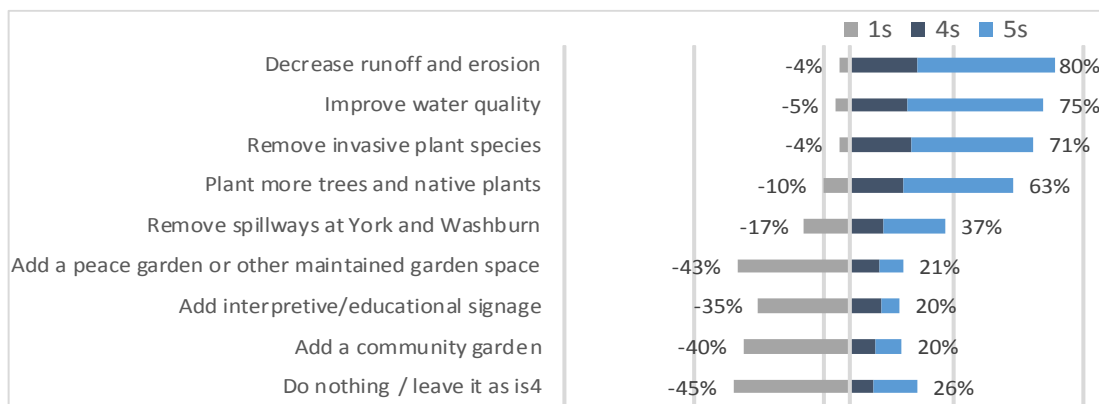 1s 4s 5s
Decrease runoff and erosion -4% 80%
Improve water quality -5% 75%
Remove invasive plant species -4% 71%
Plant more trees and native plants -10% 63%
Remove spillways at York and Washburn -17% 37%
Add a peace garden or other maintained garden space -43% 21%
Add interpretive/educational signage -35% 20%
Add a community garden -40% 20%
Do nothing / leave it as is4 -45% 26%